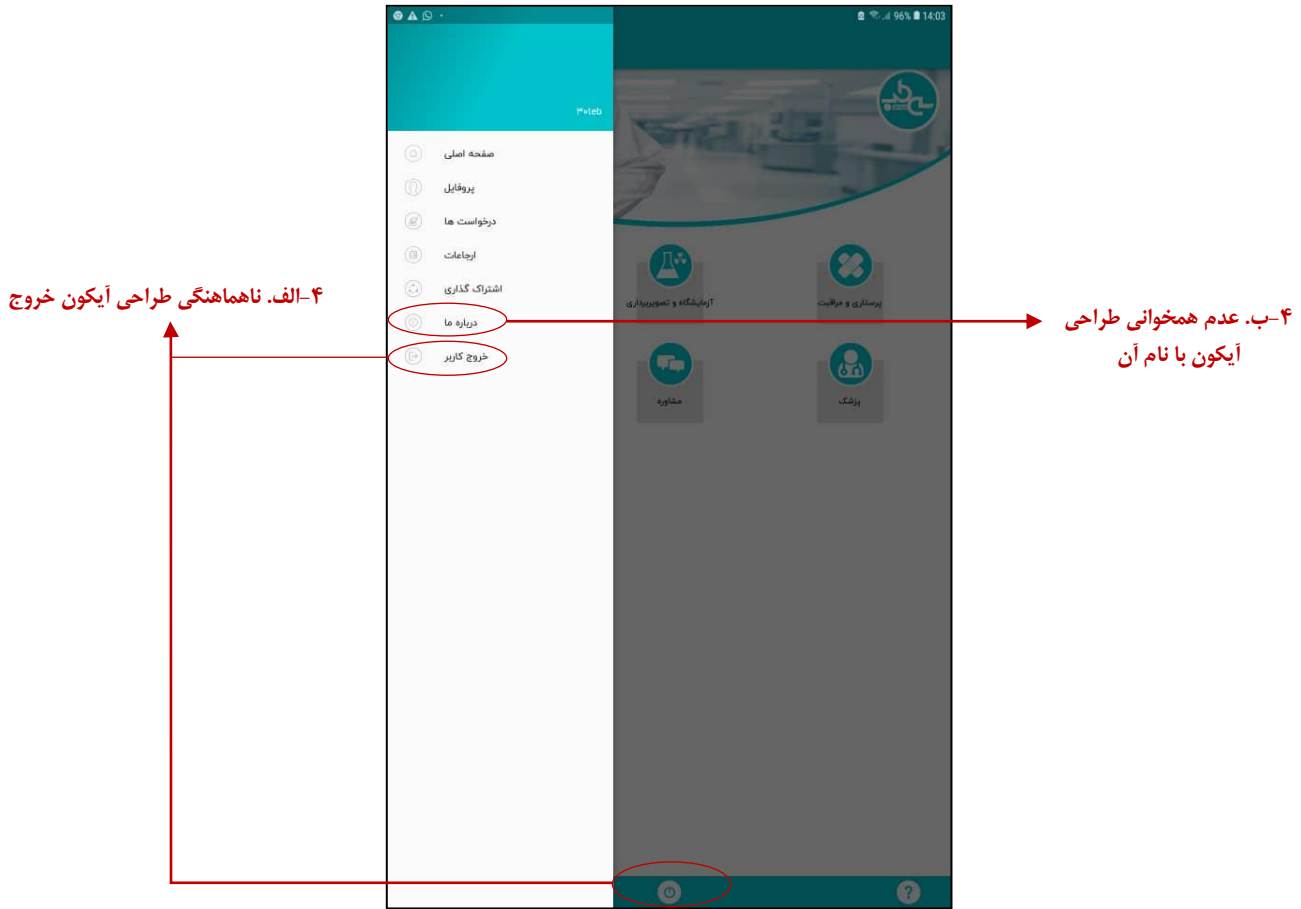 96% 14:03
۳۰teb
صفحه اصلی
پروفایل
درخواست ها
ارجاعات
اشتراک گذاری
درباره ما
خروج کاربر
پرستاری و مراقبت
آزمایشگاه و تصویربرداری
پزشک
مشاوره
?
۴-الف. ناهماهنگی طراحی آیکون خروج
۴-ب. عدم همخوانی طراحی
آیکون با نام آن